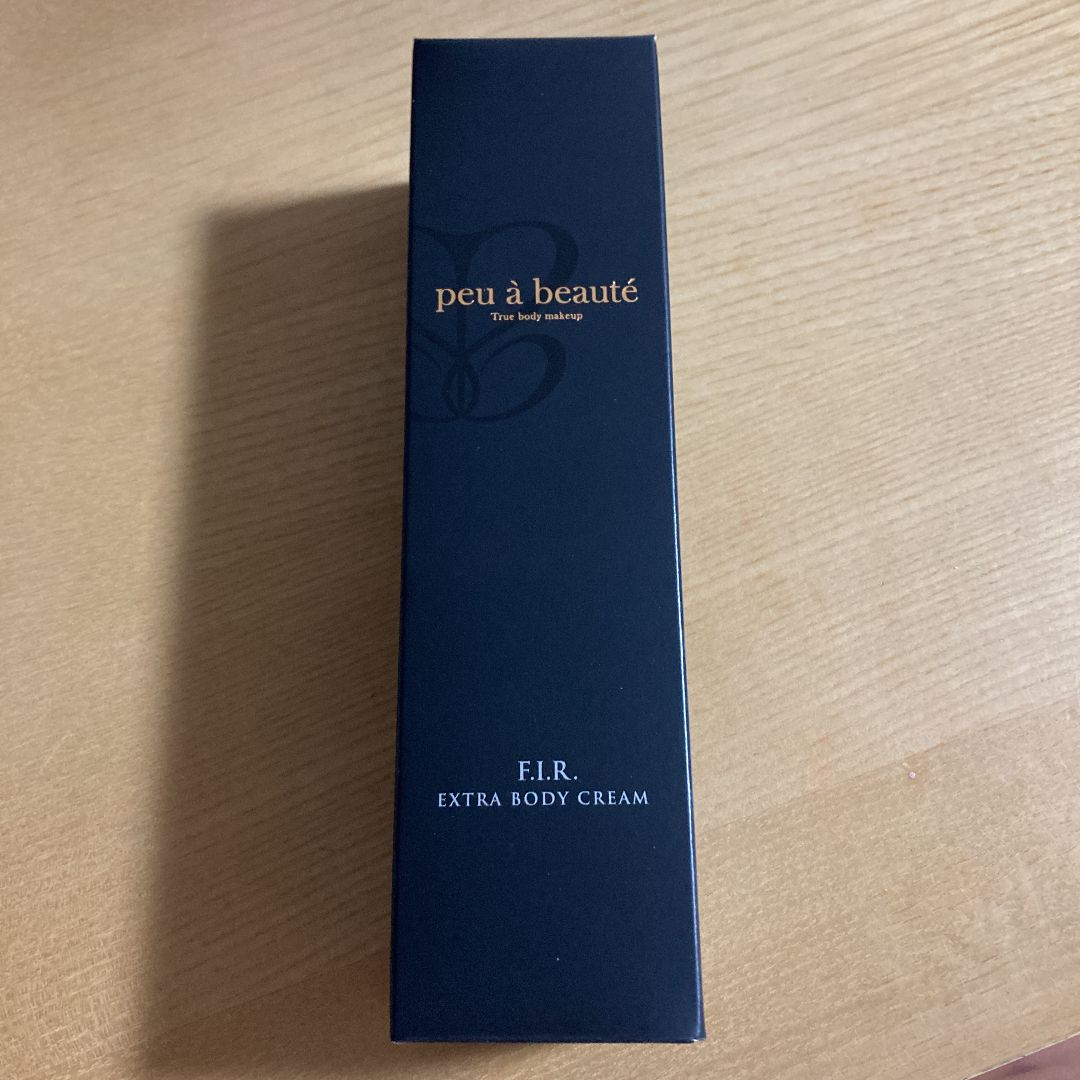 peu à beauté
True body makeup
F.I.R.
EXTRA BODY CREAM